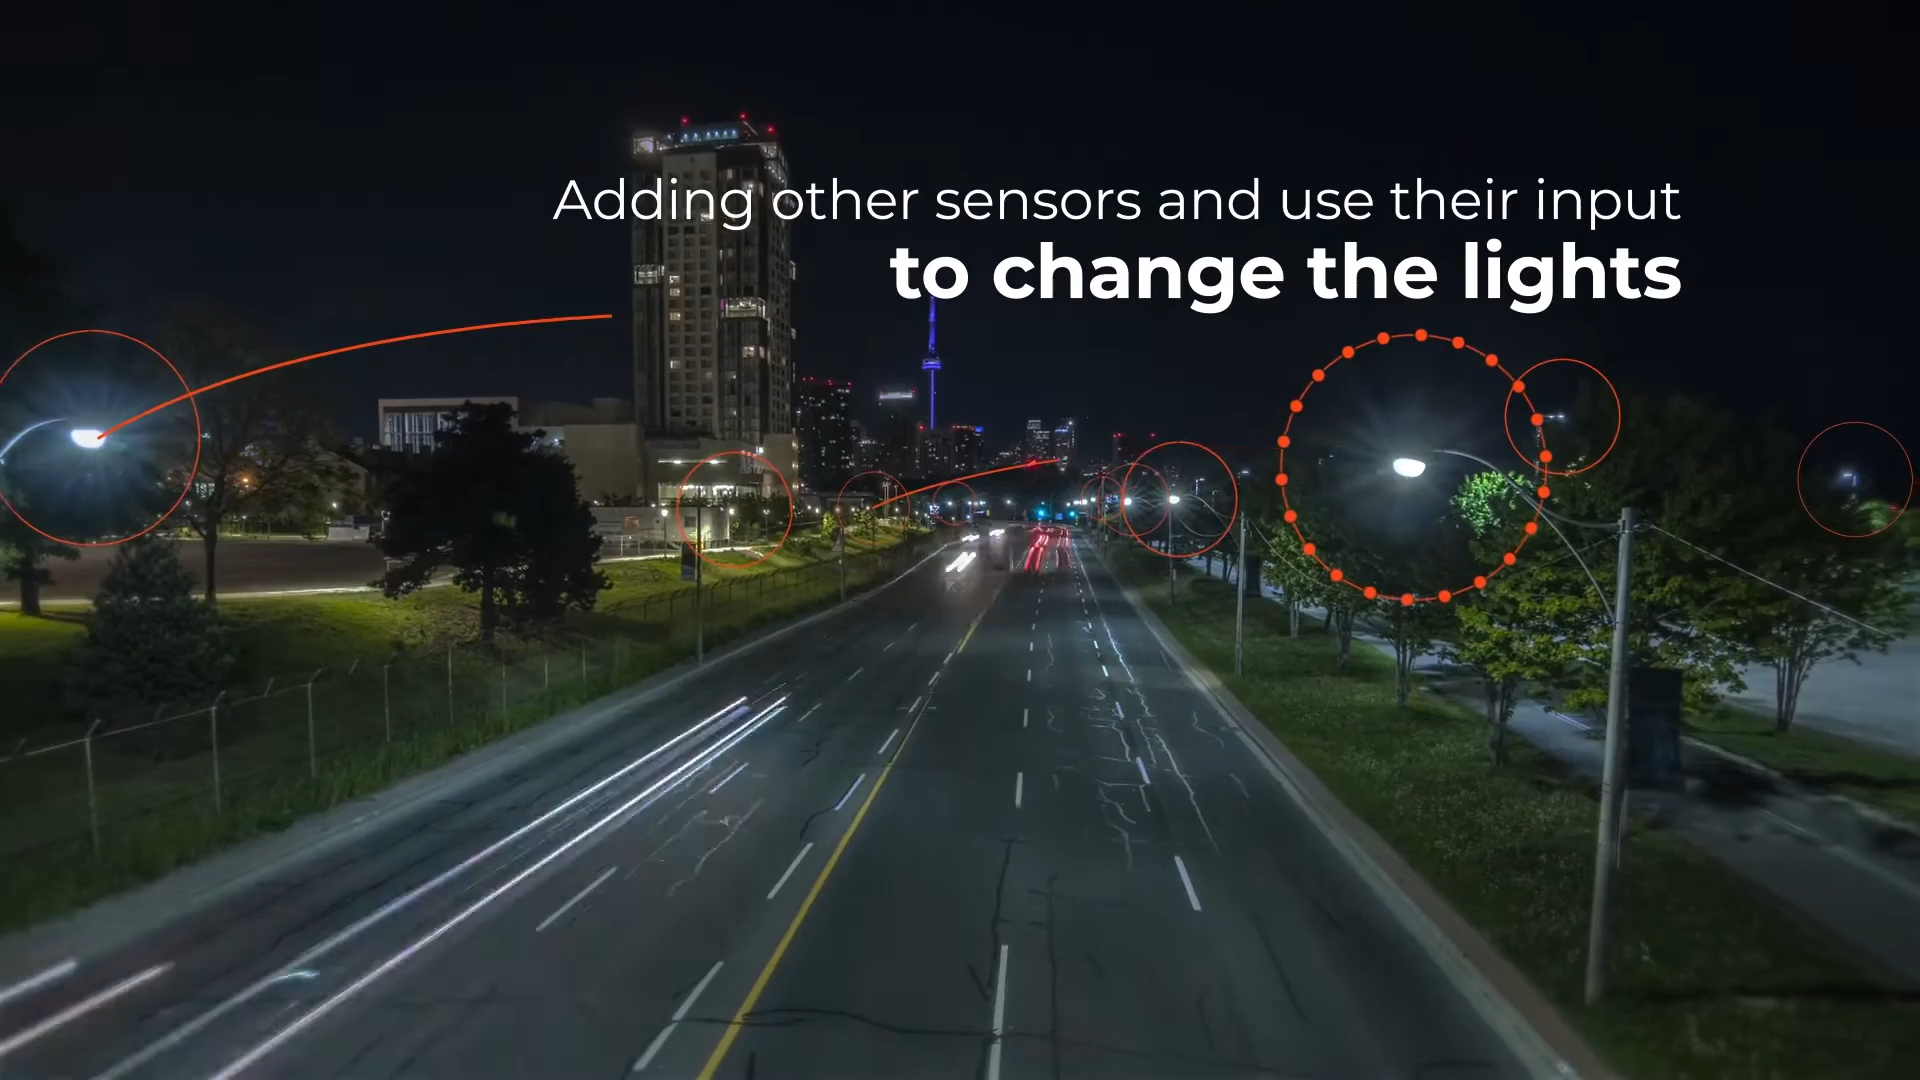 Adding other sensors and use their input
to change the lights